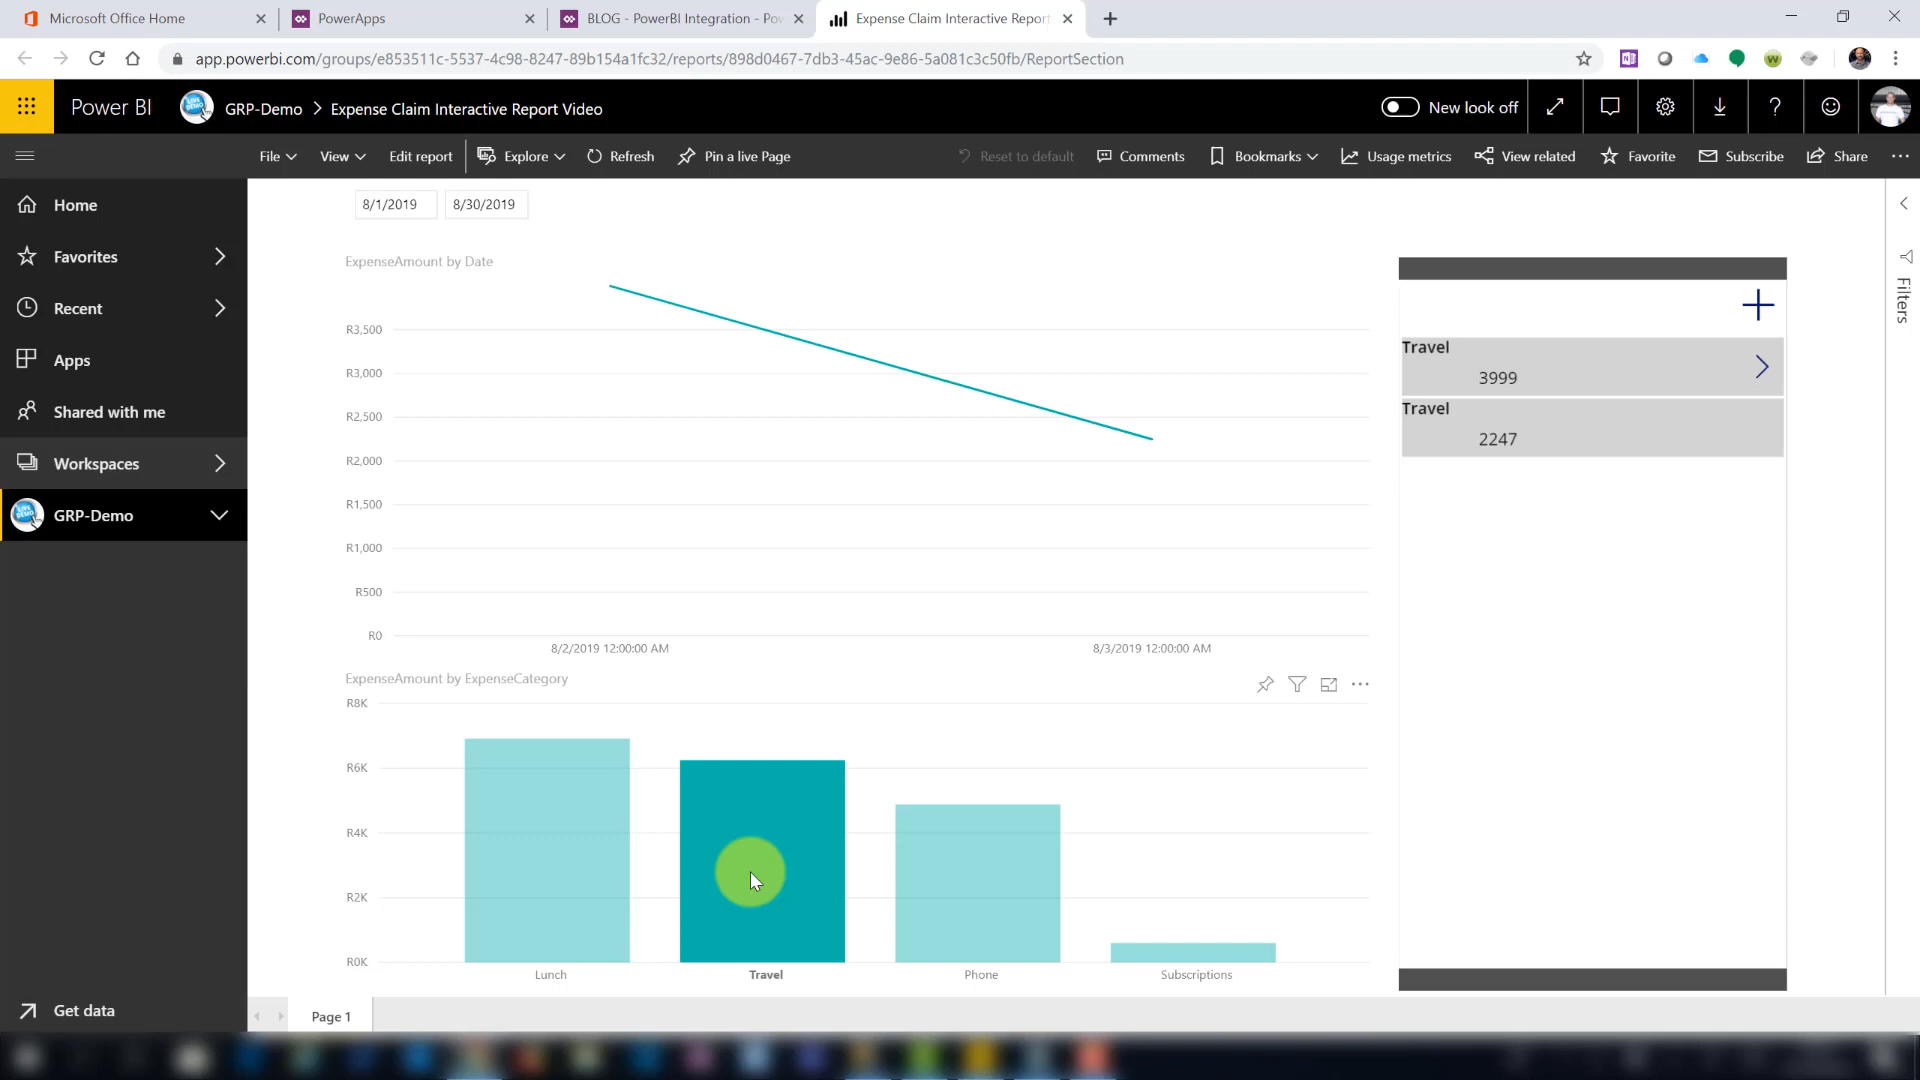 Microsoft Office Home
PowerApps
BLOG - PowerBI Integration - Pow
Expense Claim Interactive Report
app.powerbi.com/groups/e853511c-5537-4c98-8247-89b154a1fc32/reports/898d0467-7db3-45ac-9e86-5a081c3c50fb/ReportSection
Power BI
GRP-Demo > Expense Claim Interactive Report Video
New look off
File
View
Edit report
Explore
Refresh
Pin a live Page
Reset to default
Comments
Bookmarks
Usage metrics
View related
Favorite
Subscribe
Share
Home
Favorites
Recent
Apps
Shared with me
Workspaces
GRP-Demo
Get data
8/1/2019
8/30/2019
ExpenseAmount by Date
R3,500
R3,000
R2,500
R2,000
R1,500
R1,000
R500
R0
8/2/2019 12:00:00 AM
8/3/2019 12:00:00 AM
ExpenseAmount by ExpenseCategory
R8K
R6K
R4K
R2K
R0K
Lunch
Travel
Phone
Subscriptions
Travel
3999
Travel
2247
Filters
Page 1